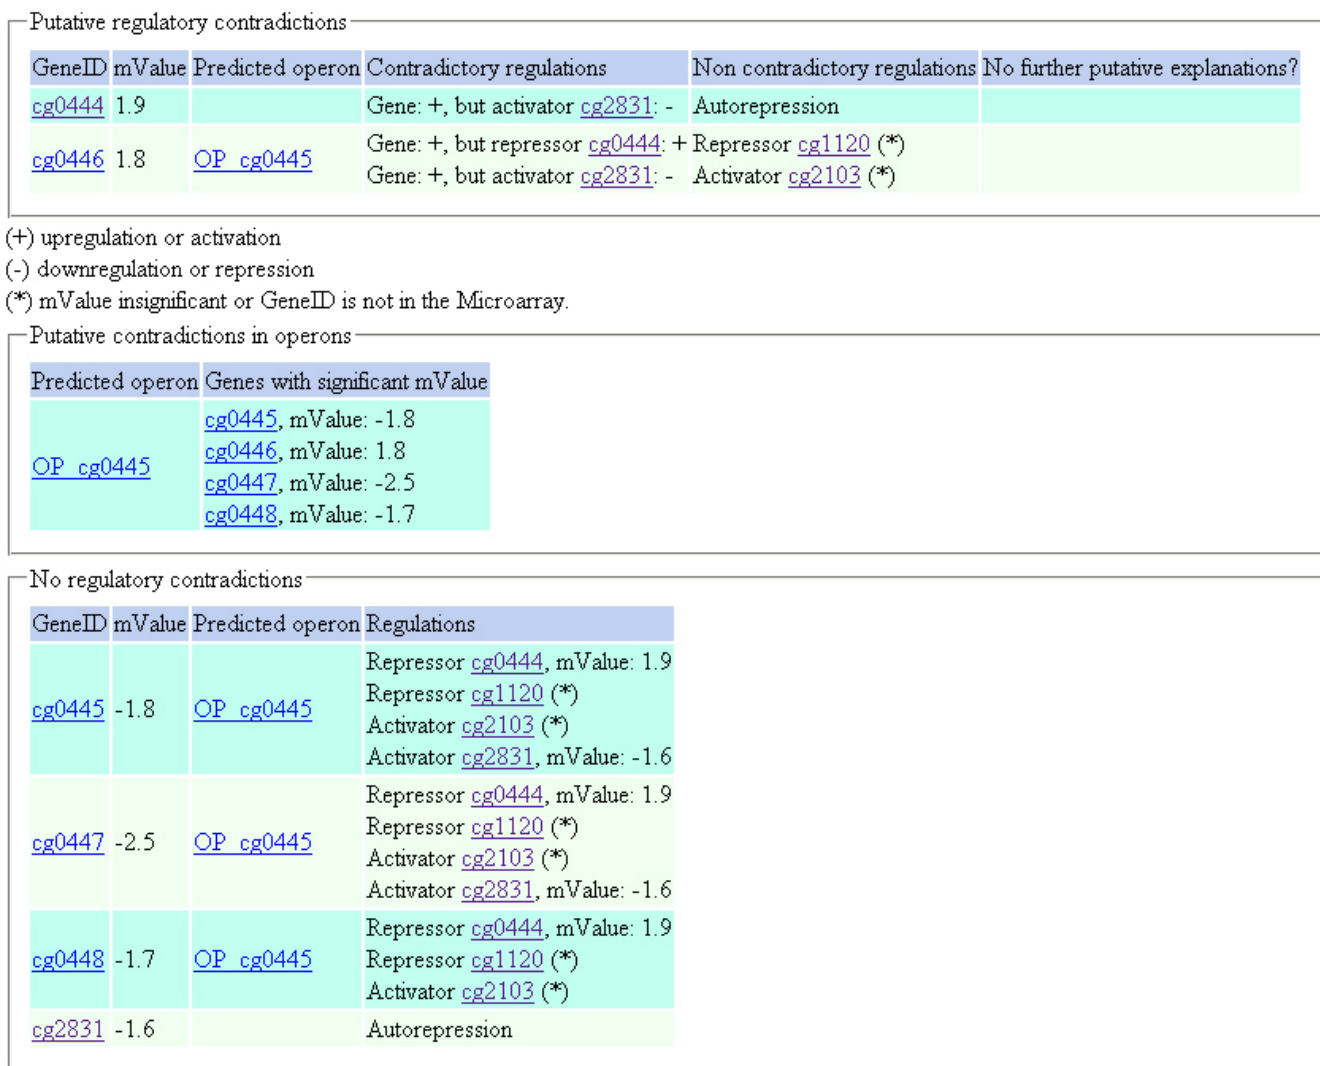 Putative regulatory contradictions
GeneID mValue Predicted operon Contradictory regulations Non contradictory regulations No further putative explanations?
cg0444 1.9 Gene: +, but activator cg2831: - Autorepression
cg0446 1.8 OP_cg0445 Gene: +, but repressor cg0444: + Repressor cg1120 (*)
Gene: +, but activator cg2831: - Activator cg2103 (*)
(+) upregulation or activation
(-) downregulation or repression
(*) mValue insignificant or GeneID is not in the Microarray.
Putative contradictions in operons
Predicted operon Genes with significant mValue
OP_cg0445
cg0445, mValue: -1.8
cg0446, mValue: 1.8
cg0447, mValue: -2.5
cg0448, mValue: -1.7
No regulatory contradictions
GeneID mValue Predicted operon Regulations
cg0445 -1.8 OP_cg0445
Repressor cg0444, mValue: 1.9
Repressor cg1120 (*)
Activator cg2103 (*)
Activator cg2831, mValue: -1.6
cg0447 -2.5 OP_cg0445
Repressor cg0444, mValue: 1.9
Repressor cg1120 (*)
Activator cg2103 (*)
Activator cg2831, mValue: -1.6
cg0448 -1.7 OP_cg0445
Repressor cg0444, mValue: 1.9
Repressor cg1120 (*)
Activator cg2103 (*)
cg2831 -1.6 Autorepression